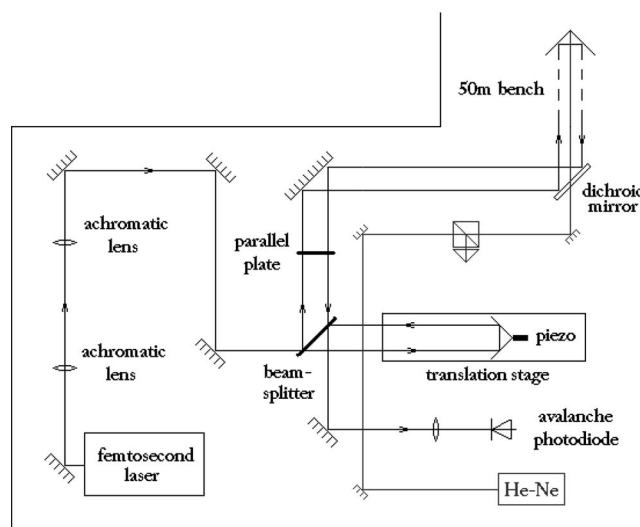 50m bench
dichroic
mirror
achromatic
lens
parallel
plate
achromatic
lens
beam-
splitter
piezo
translation stage
avalanche
photodiode
femtosecond
laser
He-Ne